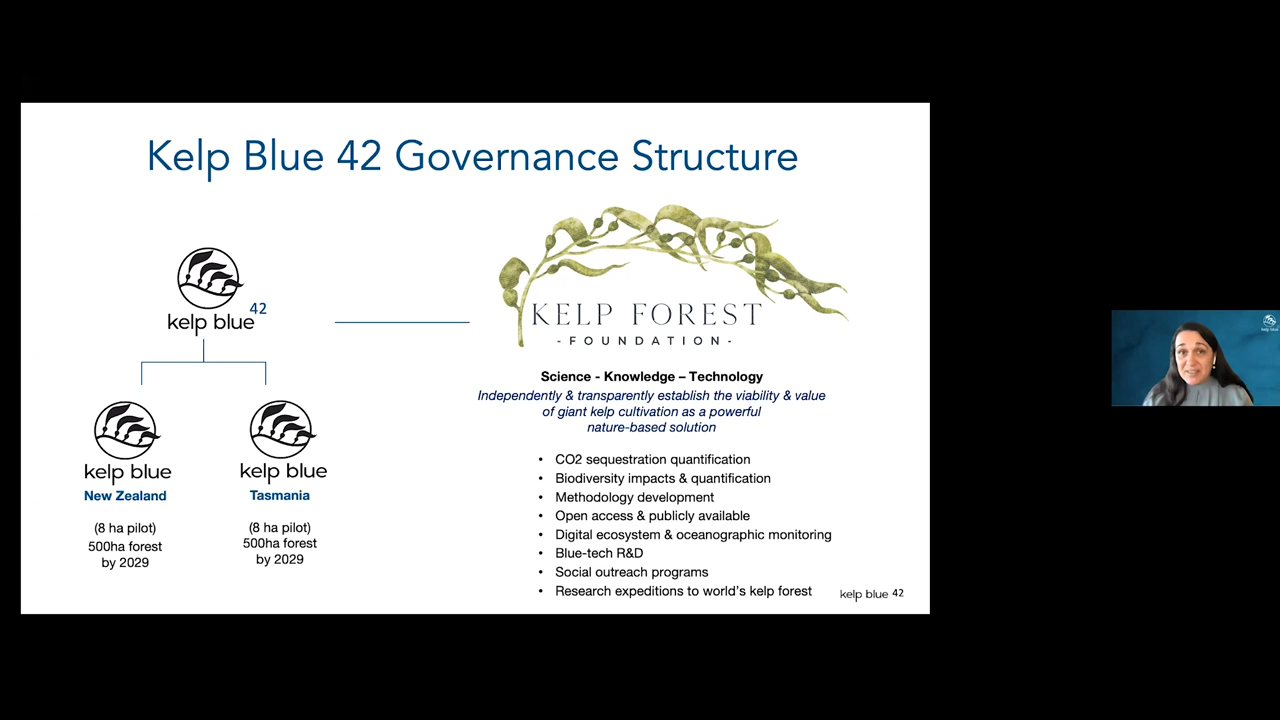 Kelp Blue 42 Governance Structure
kelp blue 42
kelp blue
New Zealand
(8 ha pilot)
500ha forest
by 2029
kelp blue
Tasmania
(8 ha pilot)
500ha forest
by 2029
KELP FOREST
-FOUNDATION-
Science - Knowledge – Technology
Independently & transparently establish the viability & value
of giant kelp cultivation as a powerful
nature-based solution
• CO2 sequestration quantification
• Biodiversity impacts & quantification
• Methodology development
• Open access & publicly available
• Digital ecosystem & oceanographic monitoring
• Blue-tech R&D
• Social outreach programs
• Research expeditions to world's kelp forest
kelp blue 42
kelp blue